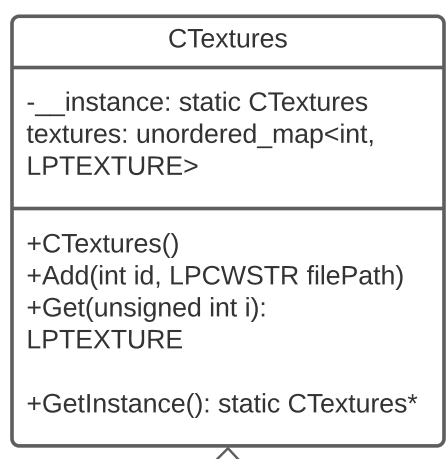 CTextures
-__instance: static CTextures
textures: unordered_map<int,
LPTEXTURE>
+CTextures()
+Add(int id, LPCWSTR filePath)
+Get(unsigned int i):
LPTEXTURE
+GetInstance(): static CTextures*